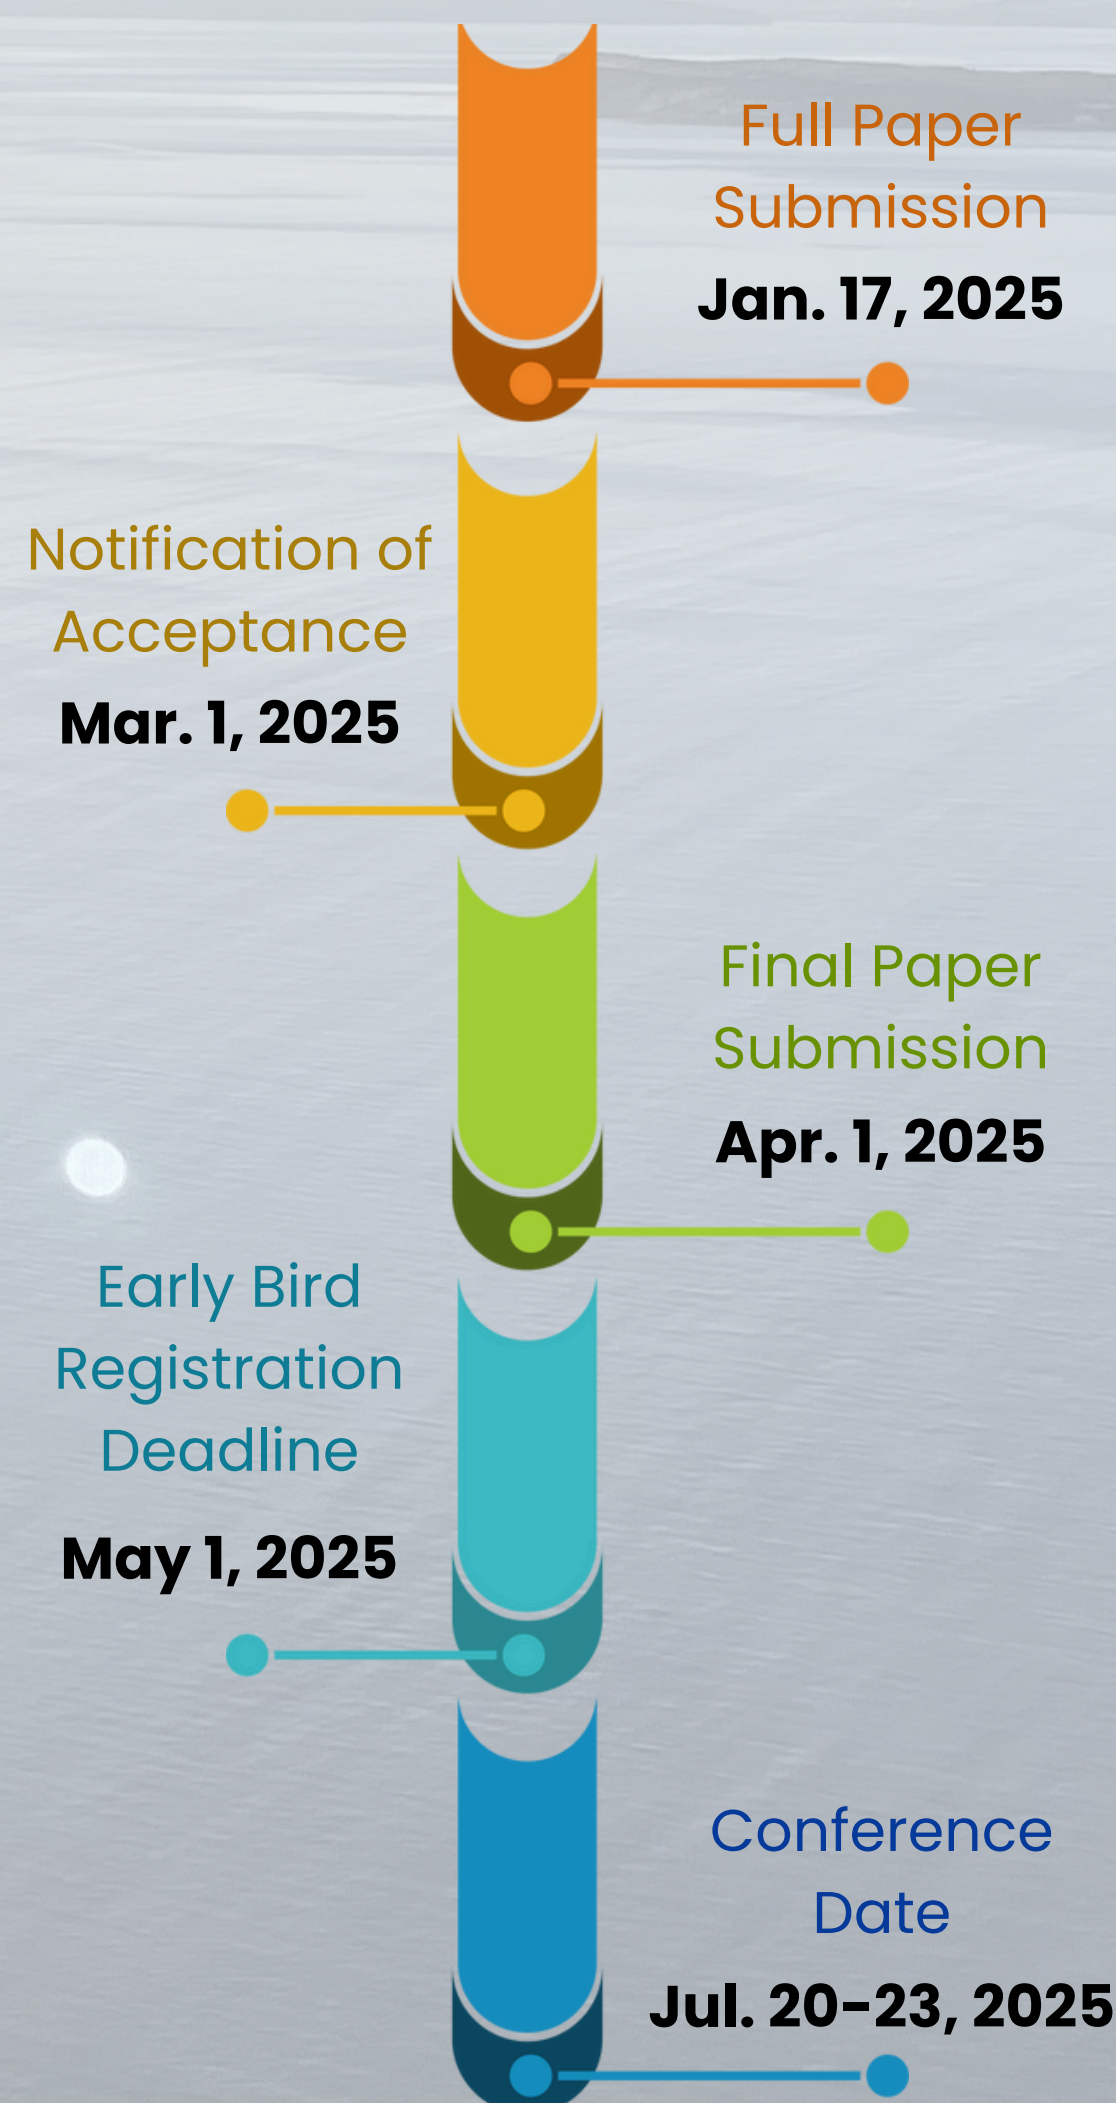 Full Paper
Submission
Jan. 17, 2025
Notification of
Acceptance
Mar. 1, 2025
Final Paper
Submission
Apr. 1, 2025
Early Bird
Registration
Deadline
May 1, 2025
Conference
Date
Jul. 20-23, 2025